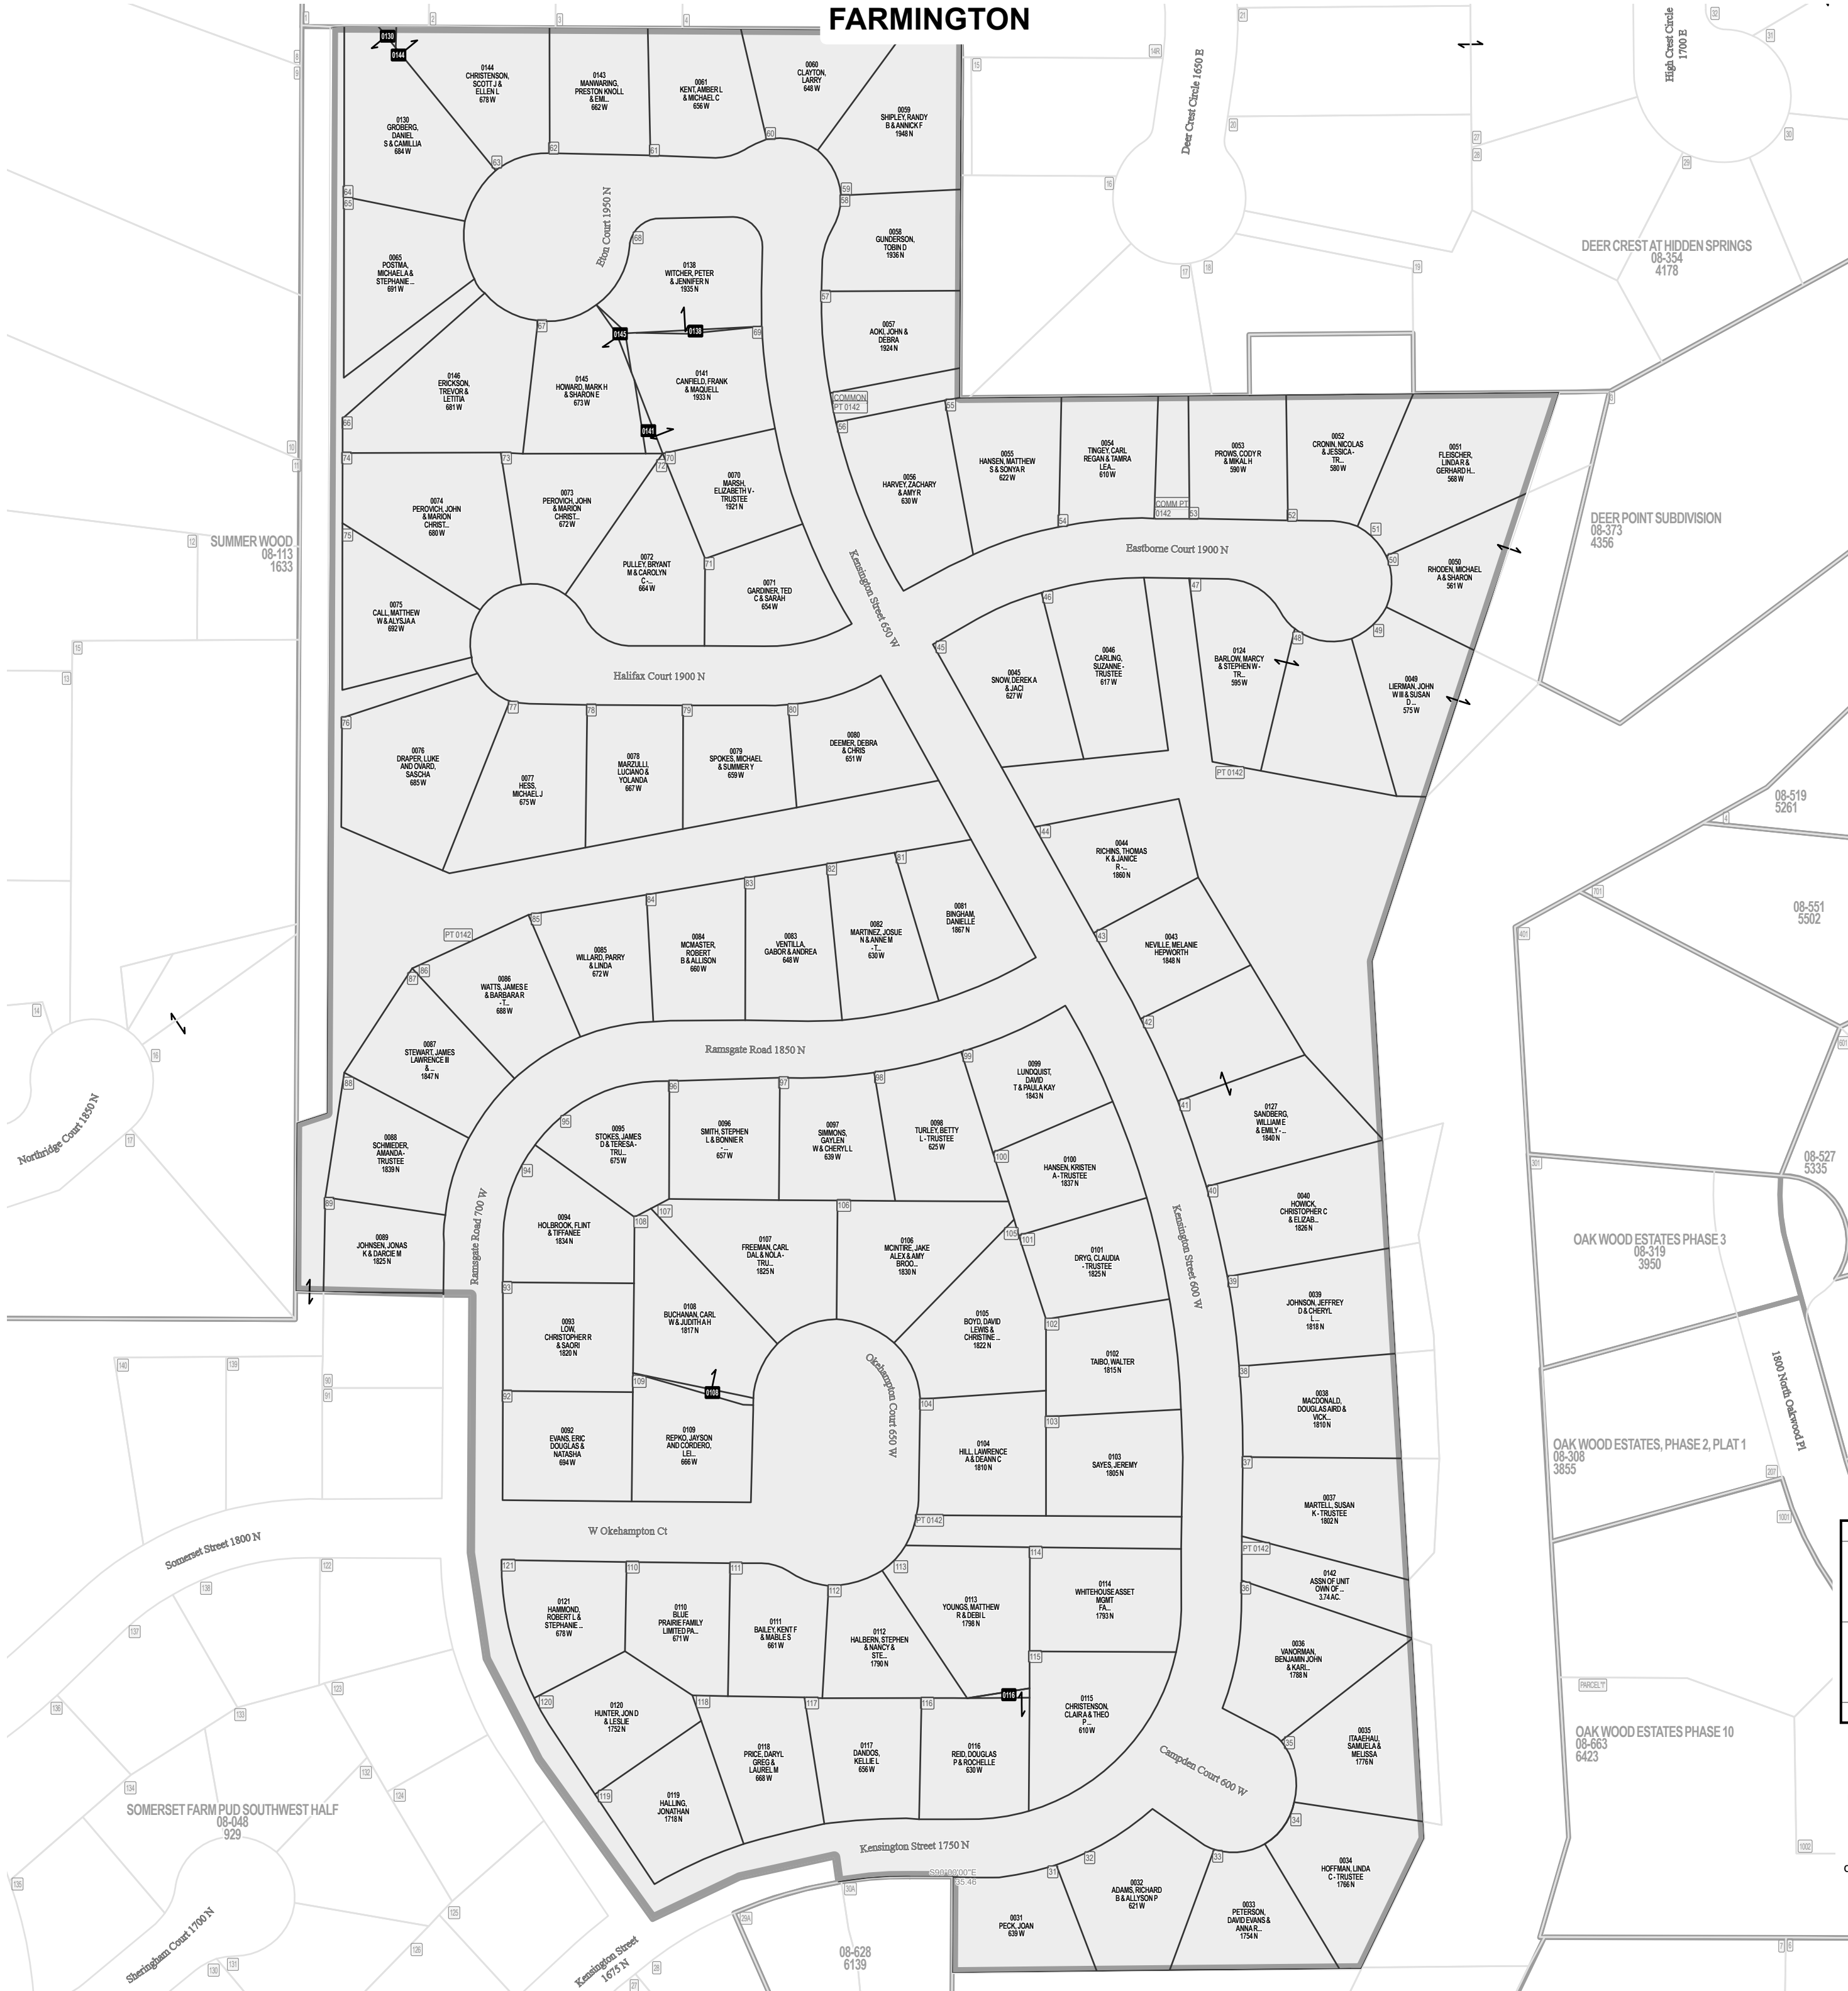 FARMINGTON
0130
0144
0144
CHRISTENSON,
SCOTT J &
ELLEN L
678 W
0143
MANWARING,
PRESTON KNOLL
& EMI...
662 W
0061
KENT, AMBER L
& MICHAEL C
656 W
0060
CLAYTON,
LARRY
648 W
0059
SHIPLEY, RANDY
B & ANNICK F
1948 N
0130
GROBERG,
DANIEL
S & CAMILLIA
684 W
0065
POSTMA,
MICHAEL A &
STEPHANIE ...
691 W
Eton Court 1950 N
0138
WITCHER, PETER
& JENNIFER N
1935 N
0058
GUNDERSON,
TOBIN D
1936 N
0057
AOKI, JOHN &
DEBRA
1924 N
0145
0138
0146
ERICKSON,
TREVOR &
LETITIA
681 W
0145
HOWARD, MARK H
& SHARON E
673 W
0141
CANFIELD, FRANK
& MAQUELL
1933 N
0141
COMMON
PT 0142
Deer Crest Circle 1650 E
High Crest Circle
1700 E
DEER CREST AT HIDDEN SPRINGS
08-354
4178
0074
PEROVICH, JOHN
& MARION
CHRIST...
680 W
0073
PEROVICH, JOHN
& MARION
CHRIST...
672 W
0070
MARSH,
ELIZABETH V -
TRUSTEE
1921 N
0072
PULLEY, BRYANT
M & CAROLYN
C -...
664 W
0071
GARDINER, TED
C & SARAH
654 W
0075
CALL, MATTHEW
W & ALYSJA A
692 W
0056
HARVEY, ZACHARY
& AMY R
630 W
0055
HANSEN, MATTHEW
S & SONYA R
622 W
0054
TINGEY, CARL
REGAN & TAMRA
LEA...
610 W
COMM PT
0142
0053
PROWS, CODY R
& MIKAL H
590 W
0052
CRONIN, NICOLAS
& JESSICA -
TR...
580 W
0051
FLEISCHER,
LINDA R &
GERHARD H...
568 W
0050
RHODEN, MICHAEL
A & SHARON
561 W
SUMMER WOOD
08-113
1633
DEER POINT SUBDIVISION
08-373
4356
Eastborne Court 1900 N
Kensington Street 650 W
Halifax Court 1900 N
0045
SNOW, DEREK A
& JACI
627 W
0046
CARLING,
SUZANNE -
TRUSTEE
617 W
0124
BARLOW, MARCY
& STEPHEN W -
TR...
595 W
0049
LIERMAN, JOHN
W III & SUSAN
D ...
575 W
PT 0142
0076
DRAPER, LUKE
AND OVARD,
SASCHA
685 W
0077
HESS,
MICHAEL J
675 W
0078
MARZULLI,
LUCIANO &
YOLANDA
667 W
0079
SPOKES, MICHAEL
& SUMMER Y
659 W
0080
DEEMER, DEBRA
& CHRIS
651 W
08-519
5261
0044
RICHINS, THOMAS
K & JANICE
R -...
1860 N
0043
NEVILLE, MELANIE
HEPWORTH
1848 N
08-551
5502
PT 0142
0086
WATTS, JAMES E
& BARBARA R
- T...
688 W
0085
WILLARD, PARRY
& LINDA
672 W
0084
MCMASTER,
ROBERT
B & ALLISON
660 W
0083
VENTILLA,
GABOR & ANDREA
648 W
0082
MARTINEZ, JOSUE
N & ANNE M
- T...
630 W
0081
BINGHAM,
DANIELLE
1867 N
0087
STEWART, JAMES
LAWRENCE III
& ...
1847 N
Ramsgate Road 1850 N
Northridge Court 1850 N
0088
SCHMIEDER,
AMANDA -
TRUSTEE
1839 N
0095
STOKES, JAMES
D & TERESA -
TRU...
675 W
0096
SMITH, STEPHEN
L & BONNIE R
- ...
657 W
0097
SIMMONS,
GAYLEN
W & CHERYL L
639 W
0098
TURLEY, BETTY
L - TRUSTEE
625 W
0099
LUNDQUIST,
DAVID
T & PAULA KAY
1843 N
0100
HANSEN, KRISTEN
A - TRUSTEE
1837 N
0127
SANDBERG,
WILLIAM E
& EMILY -...
1840 N
08-527
5335
0040
HOWICK,
CHRISTOPHER C
& ELIZAB...
1826 N
0089
JOHNSEN, JONAS
K & DARCIE M
1825 N
Ramsgate Road 700 W
0094
HOLBROOK, FLINT
& TIFFANEE
1834 N
0107
FREEMAN, CARL
DAL & NOLA -
TRU...
1825 N
0106
MCINTIRE, JAKE
ALEX & AMY
BROO...
1830 N
0101
DRYG, CLAUDIA
- TRUSTEE
1825 N
Kensington Street 600 W
OAK WOOD ESTATES PHASE 3
08-319
3950
0108
BUCHANAN, CARL
W & JUDITH A H
1817 N
0093
LOW,
CHRISTOPHER R
& SAORI
1820 N
0105
BOYD, DAVID
LEWIS &
CHRISTINE ...
1822 N
0102
TAIBO, WALTER
1815 N
0039
JOHNSON, JEFFREY
D & CHERYL
L ...
1818 N
0038
MACDONALD,
DOUGLAS AIRD &
VICK...
1810 N
0108
Okehampton Court 650 W
1800 North Oakwood Pl
0092
EVANS, ERIC
DOUGLAS &
NATASHA
694 W
0109
REPKO, JAYSON
AND CORDERO,
LEI...
666 W
0104
HILL, LAWRENCE
A & DEANN C
1810 N
0103
SAYES, JEREMY
1805 N
OAK WOOD ESTATES, PHASE 2, PLAT 1
08-308
3855
0037
MARTELL, SUSAN
K - TRUSTEE
1802 N
PT 0142
PT 0142
W Okehampton Ct
Somerset Street 1800 N
0142
ASSN OF UNIT
OWN OF ...
3.74 AC.
0121
HAMMOND,
ROBERT L &
STEPHANIE ...
678 W
0110
BLUE
PRAIRIE FAMILY
LIMITED PA...
671 W
0111
BAILEY, KENT F
& MABLE S
661 W
0112
HALBERN, STEPHEN
& NANCY &
STE...
1790 N
0113
YOUNGS, MATTHEW
R & DEBI L
1798 N
0114
WHITEHOUSE ASSET
MGMT
FA...
1793 N
0036
VANORMAN,
BENJAMIN JOHN
& KARI...
1788 N
0120
HUNTER, JON D
& LESLIE
1752 N
0116
0115
CHRISTENSON,
CLAIR A & THEO
P ...
610 W
PARCEL 'I'
0118
PRICE, DARYL
GREG &
LAUREL M
668 W
0117
DANDOS,
KELLIE L
656 W
0116
REID, DOUGLAS
P & ROCHELLE
630 W
0035
ITAAEHAU,
SAMUELA &
MELISSA
1776 N
OAK WOOD ESTATES PHASE 10
08-663
6423
Campden Court 600 W
0119
HALLING,
JONATHAN
1718 N
SOMERSET FARM PUD SOUTHWEST HALF
08-048
929
Kensington Street 1750 N
S90°00'00"E
35.46
0034
HOFFMAN, LINDA
C - TRUSTEE
1766 N
0031
PECK, JOAN
639 W
0032
ADAMS, RICHARD
B & ALLYSON P
621 W
0033
PETERSON,
DAVID EVANS &
ANNA R...
1754 N
Sheringham Court 1700 N
Kensington Street
1675 N
08-628
6139